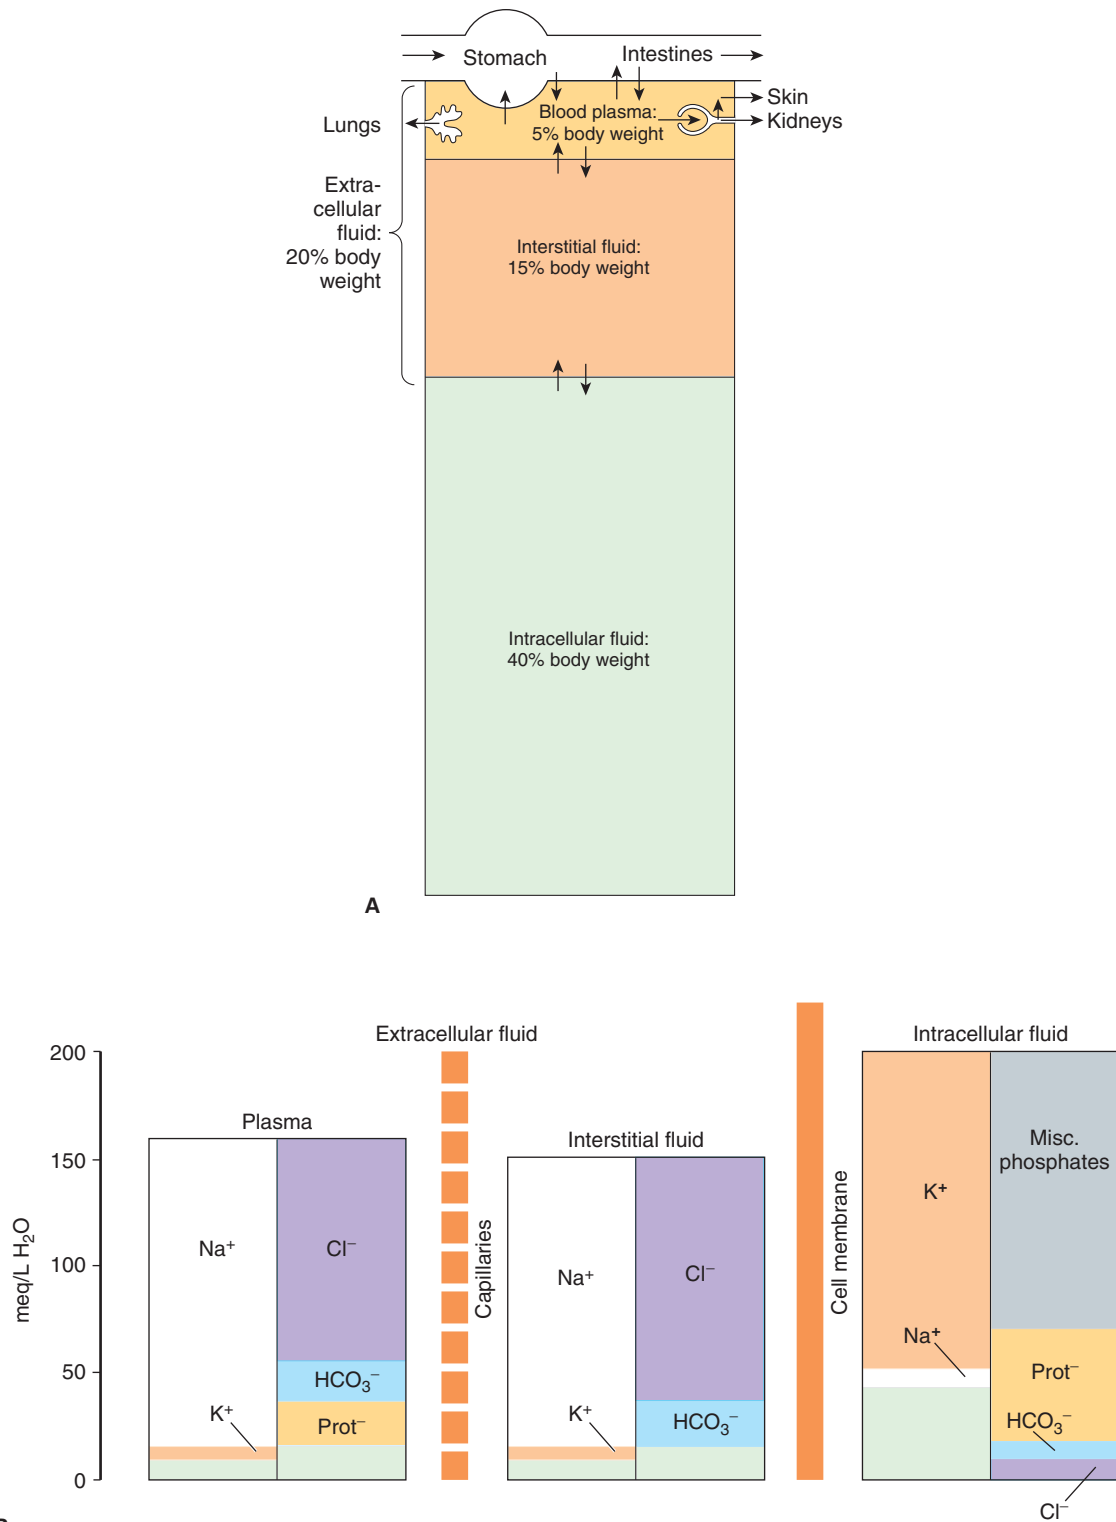 Stomach
Intestines
Skin
Kidneys
Lungs
Blood plasma:
5% body weight
Extra-
cellular
fluid:
20% body
weight
Interstitial fluid:
15% body weight
Intracellular fluid:
40% body weight
A
Extracellular fluid
Intracellular fluid
Plasma
Interstitial fluid
200
150
100
50
0
meq/L H₂O
Na⁺
Cl⁻
HCO₃⁻
K⁺
Prot⁻
Capillaries
Na⁺
Cl⁻
K⁺
HCO₃⁻
Cell membrane
K⁺
Misc.
phosphates
Na⁺
Prot⁻
HCO₃⁻
Cl⁻